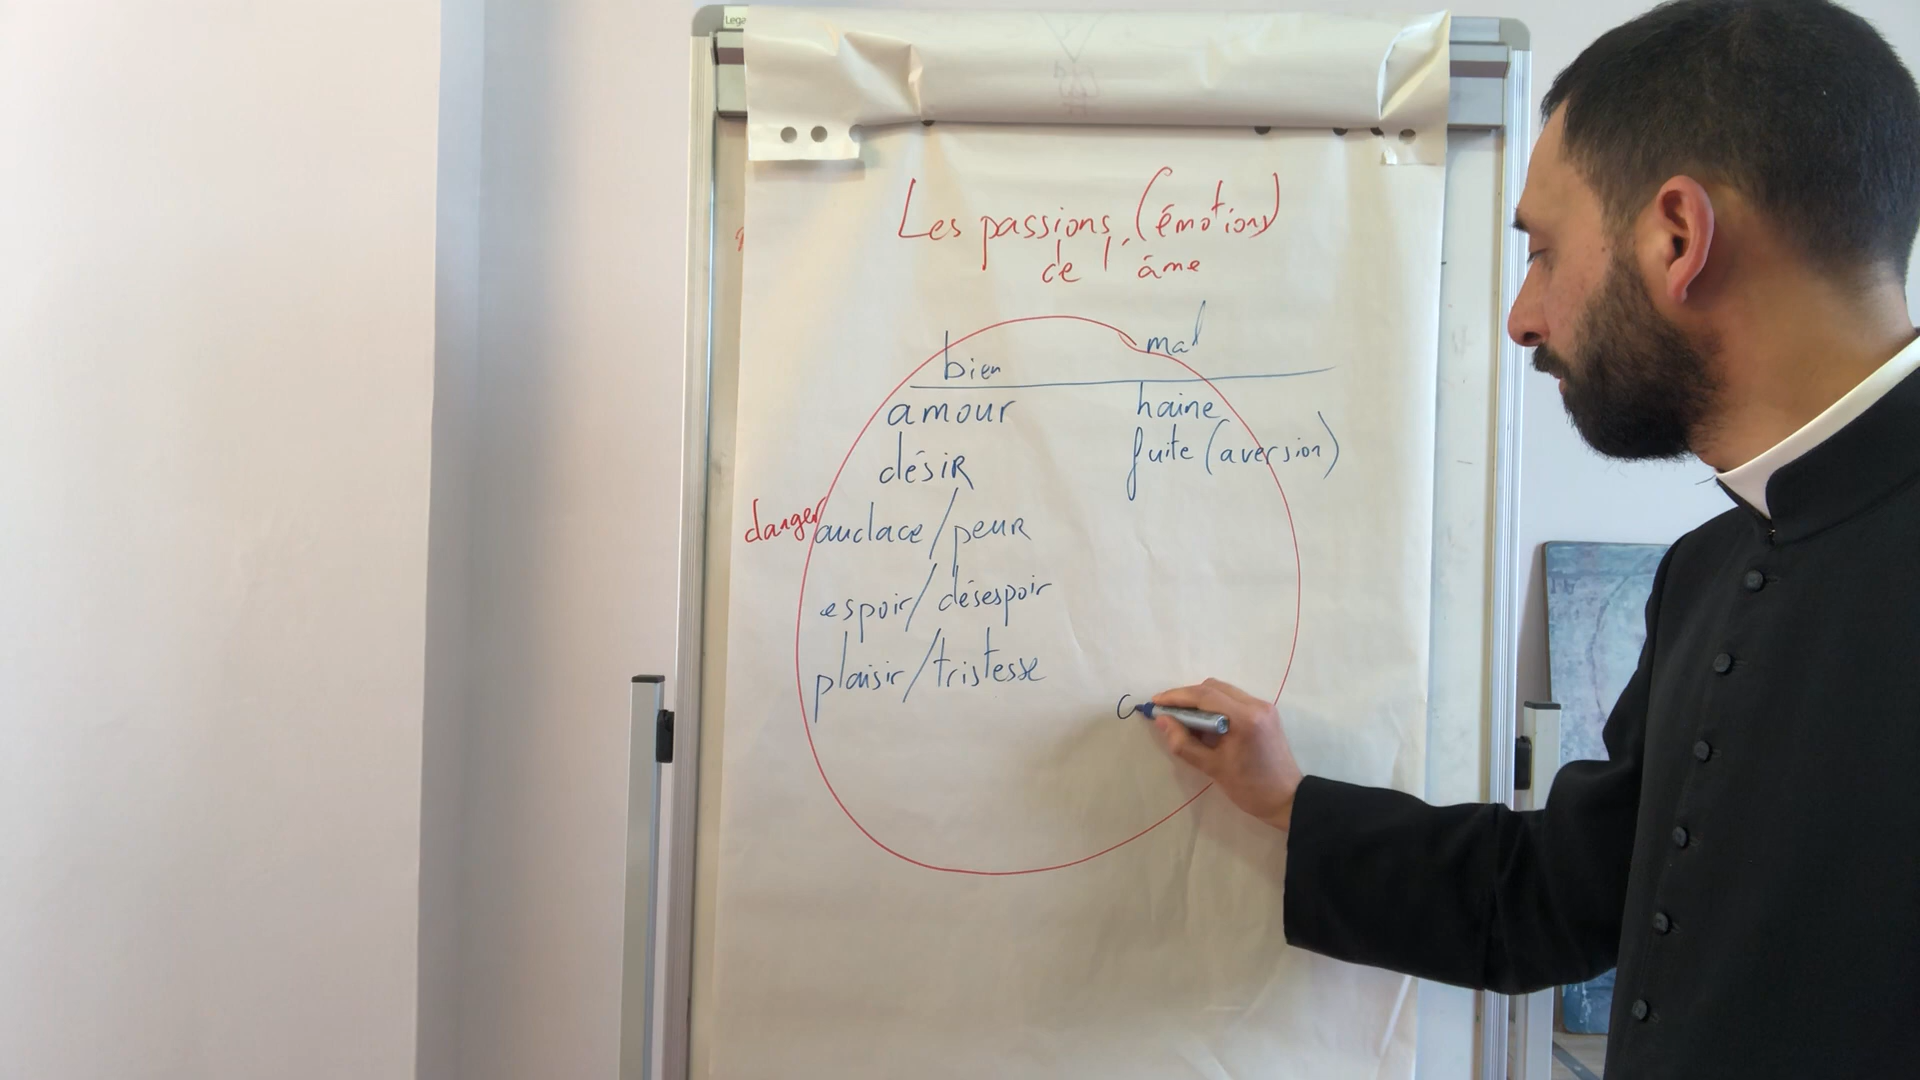 Lega
Les passions (émotions)
de l'âme
bien mal
amour haine
désiR fuite (aversion)
danger audace/peuR
espoir/désespoir
plaisir/tristesse